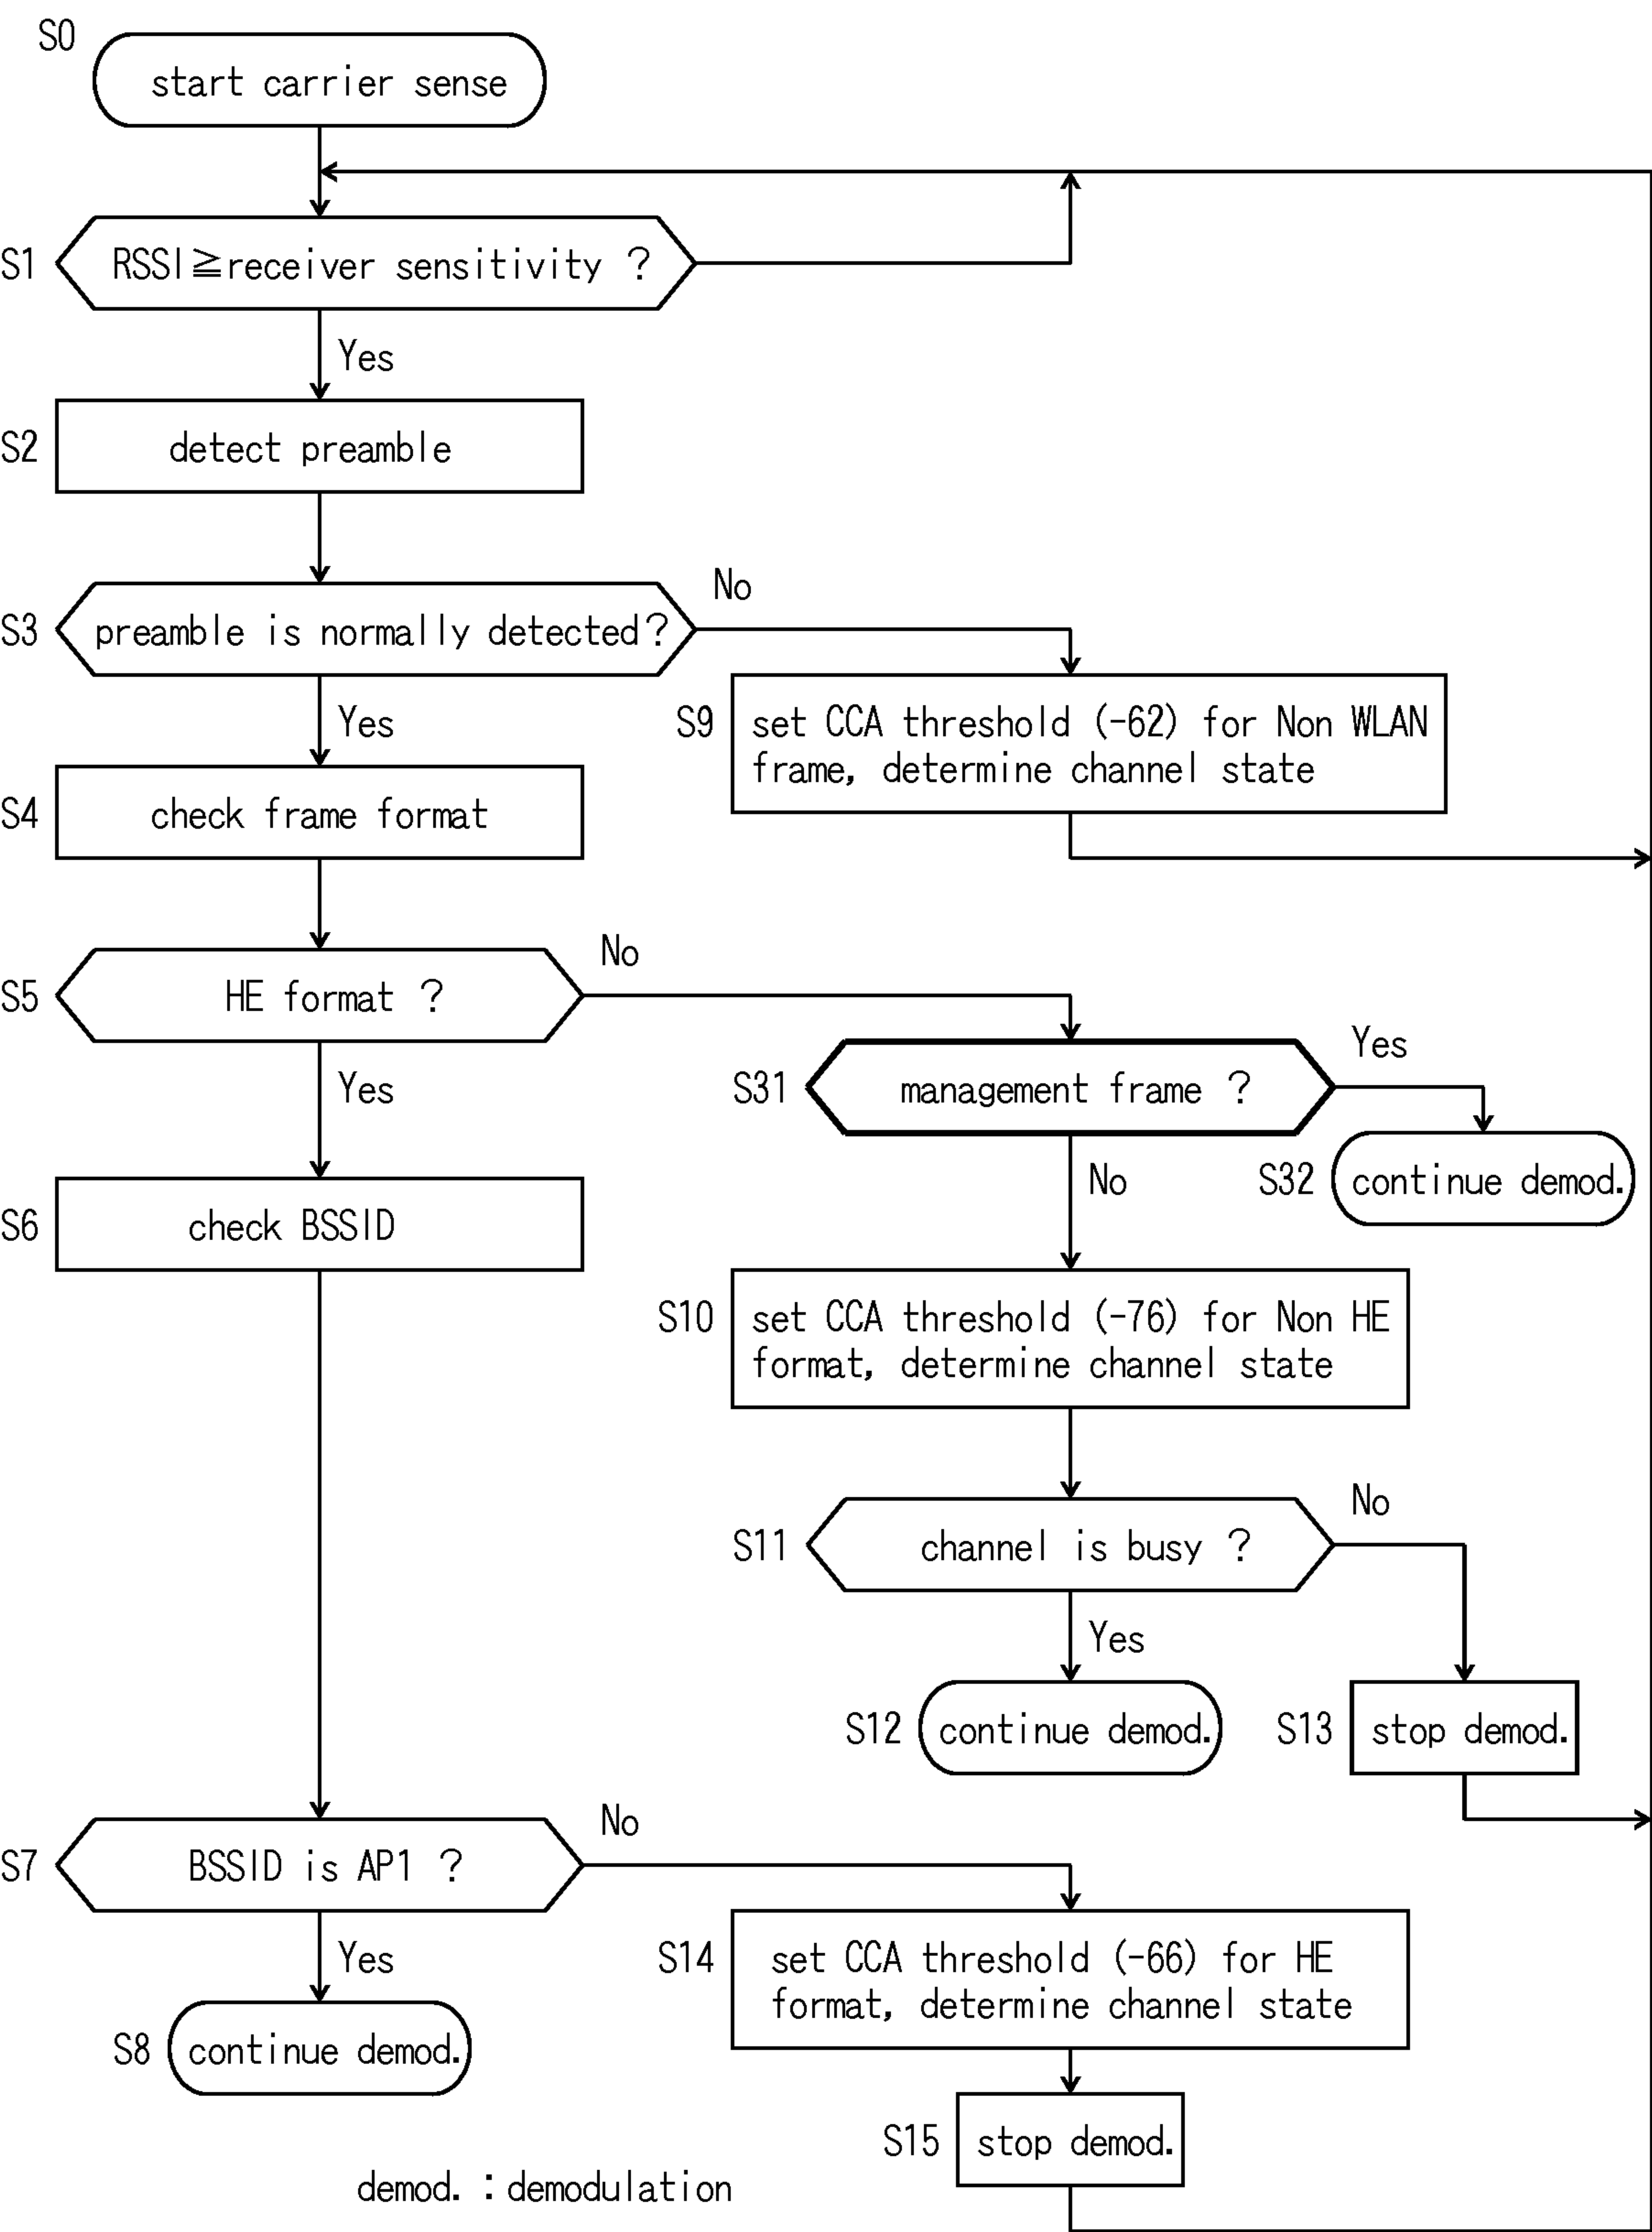 S0
start carrier sense
S1
RSSI≧receiver sensitivity ?
Yes
S2
detect preamble
S3
preamble is normally detected?
No
Yes
S9
set CCA threshold (-62) for Non WLAN
frame, determine channel state
S4
check frame format
S5
HE format ?
No
Yes
S31
management frame ?
Yes
No
S32
continue demod.
S6
check BSSID
S10
set CCA threshold (-76) for Non HE
format, determine channel state
S11
channel is busy ?
No
Yes
S12
continue demod.
S13
stop demod.
S7
BSSID is AP1 ?
No
Yes
S14
set CCA threshold (-66) for HE
format, determine channel state
S8
continue demod.
S15
stop demod.
demod. : demodulation